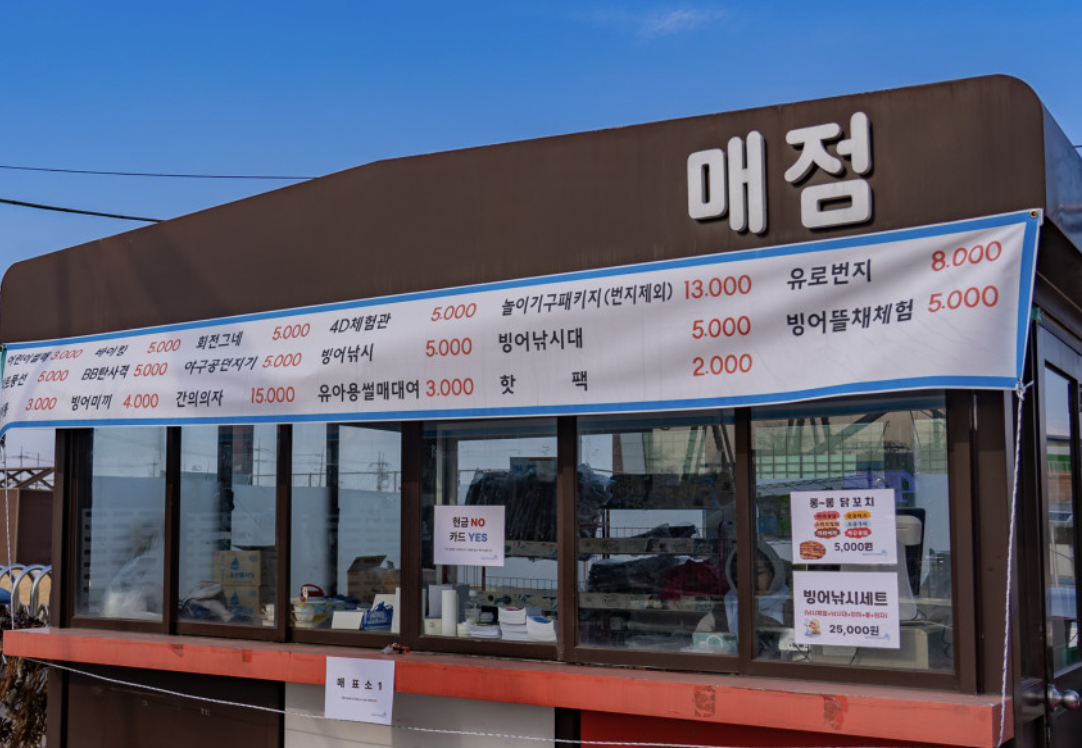 매점
바이킹 5.000 회전그네 5.000 4D체험관 5.000 놀이기구패키지(번지제외) 13.000 유로번지 8.000
5.000 BB탄사격 5.000 야구공던지기 5.000 빙어낚시 5.000 빙어낚시대 5.000 빙어뜰채체험 5.000
3.000 빙어미끼 4.000 간의의자 15.000 유아용썰매대여 3.000 핫 팩 2.000
현금 NO
카드 YES
롱~롱 닭꼬치
5,000원
빙어낚시세트
25,000원
매 표 소 1